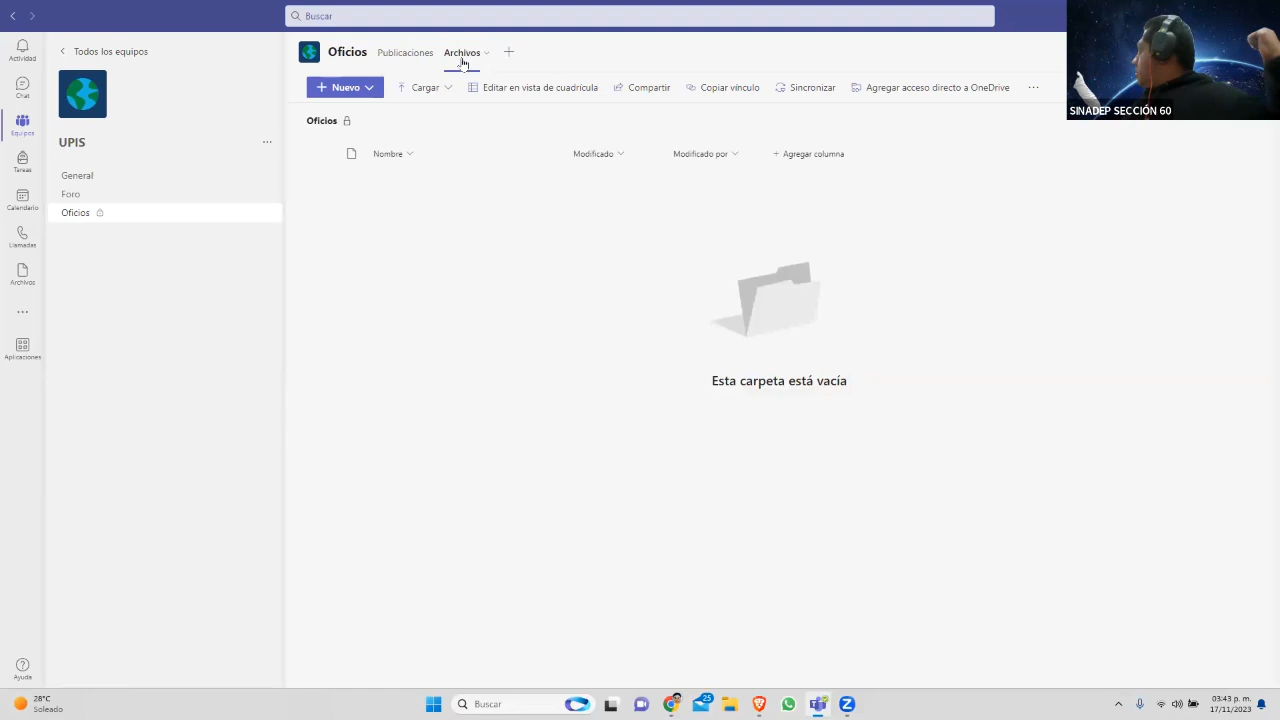 Buscar
SINADEP SECCIÓN 60
Actividad
Chat
Equipos
Tareas
Calendario
Llamadas
Archivos
Aplicaciones
Ayuda
Todos los equipos
UPIS
General
Foro
Oficios
Oficios Publicaciones Archivos
Nuevo Cargar Editar en vista de cuadrícula Compartir Copiar vínculo Sincronizar Agregar acceso directo a OneDrive
Oficios
Nombre Modificado Modificado por + Agregar columna
Esta carpeta está vacía
28°C
Soleado
Buscar
25
03:43 p. m.
17/11/2023